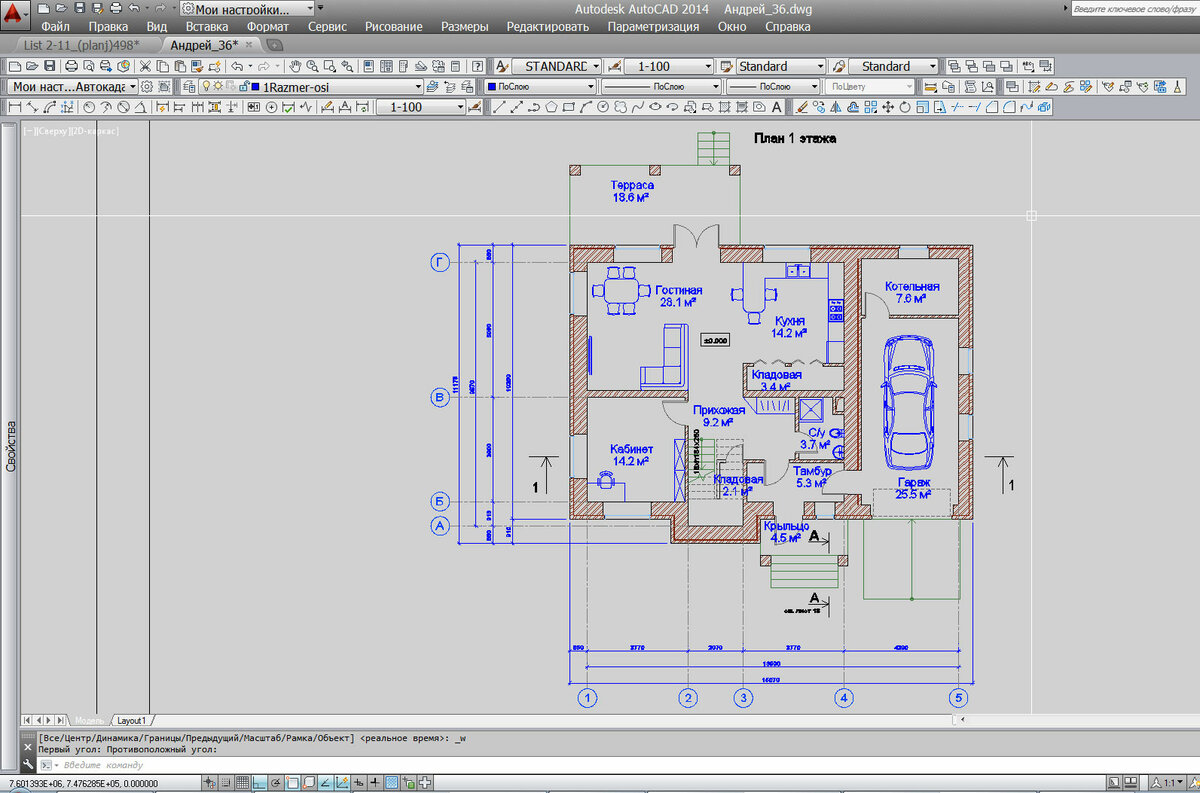 Мои настройки...
Autodesk AutoCAD 2014 Андрей_36.dwg
Введите ключевое слово/фразу
Файл Правка Вид Вставка Формат Сервис Рисование Размеры Редактировать Параметризация Окно Справка
List 2-11_(planj)498* Андрей_36*
STANDARD 1-100 Standard Standard
Мои наст...Автокада 1Razmer-osi ПоСлою ПоСлою ПоСлою ПоЦвету
1-100
[−][Сверху][2D-каркас]
План 1 этажа
Терраса
18.6 м²
Г
Гостиная
28.1 м²
Кухня
14.2 м²
Котельная
7.6 м²
±0.000
Кладовая
3.4 м²
В
Прихожая
9.2 м²
Кабинет
14.2 м²
С/у
3.7 м²
Тамбур
5.3 м²
Кладовая
2.1 м²
Гараж
25.5 м²
1
1
Б
А
Крыльцо
4.5 м²
А
А
1 2 3 4 5
Свойства
Модель Layout1
[Все/Центр/Динамика/Границы/Предыдущий/Масштаб/Рамка/Объект] <реальное время>: _w
Первый угол: Противоположный угол:
Введите команду
7.601393E+06, 7.476285E+05, 0.000000
1:1